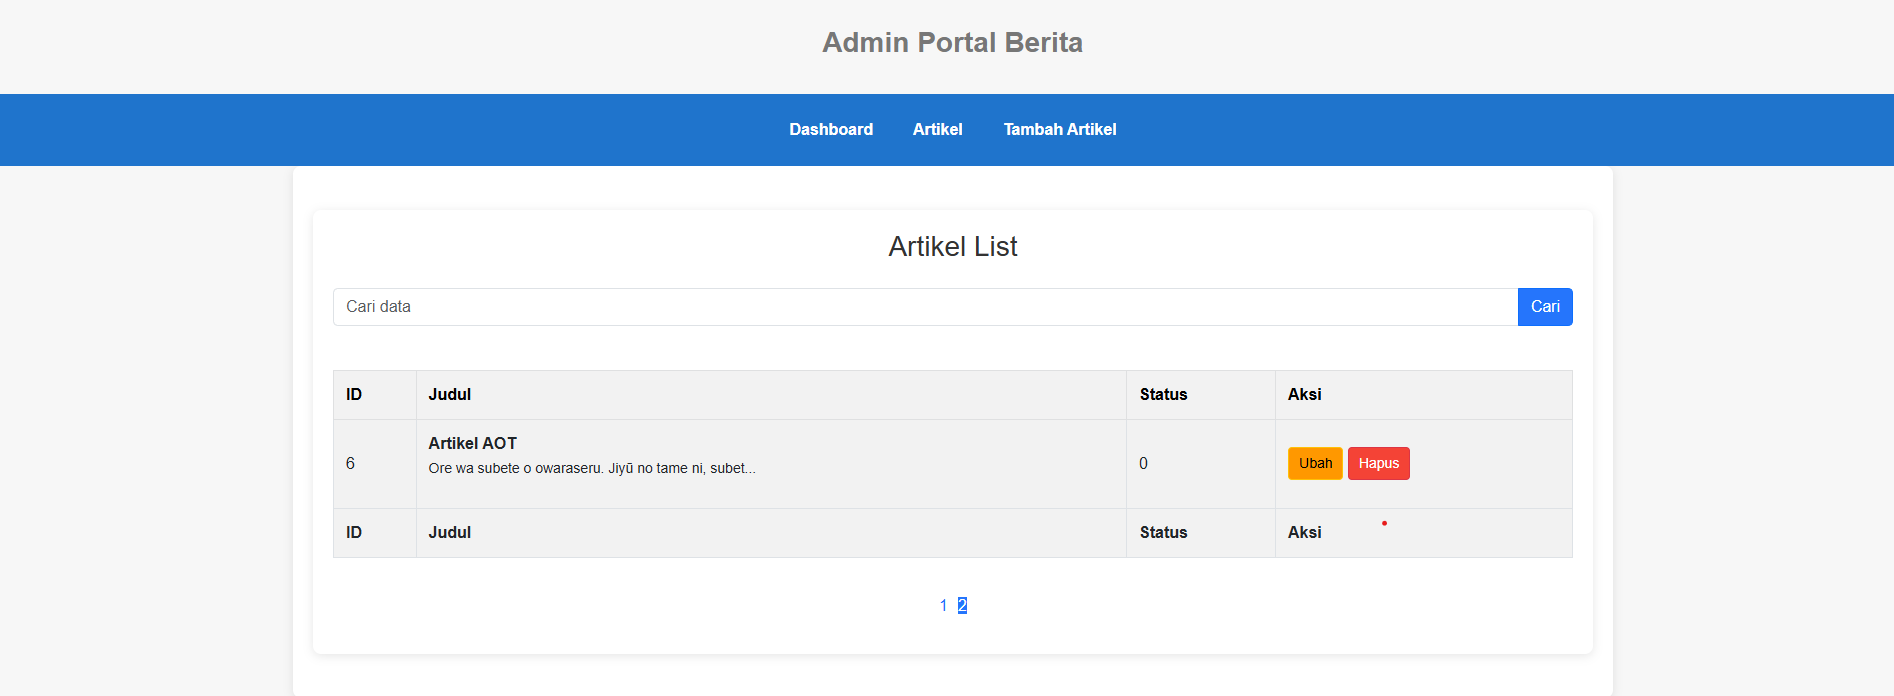 Admin Portal Berita
Dashboard Artikel Tambah Artikel
Artikel List
Cari data Cari
ID Judul Status Aksi
6 Artikel AOT 0 Ubah Hapus
Ore wa subete o owaraseru. Jiyū no tame ni, subet...
ID Judul Status Aksi
1 2